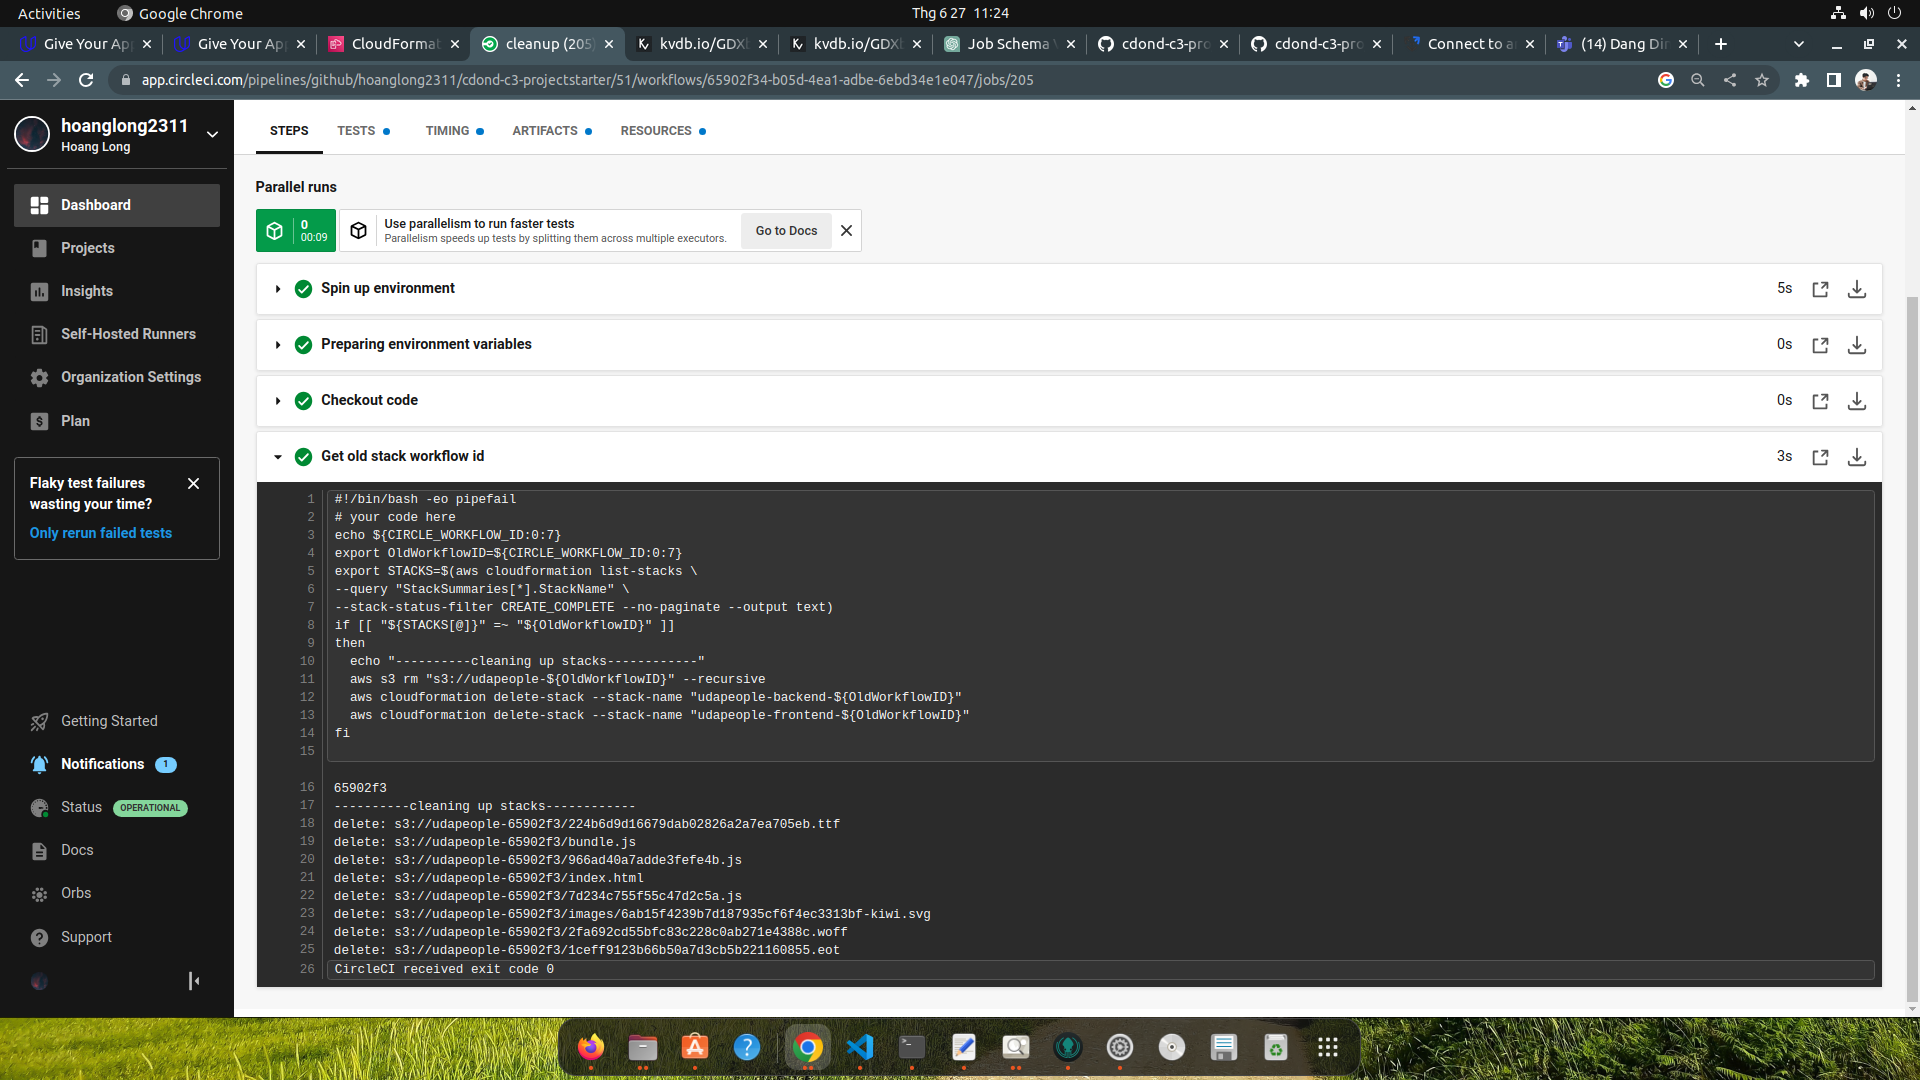 Activities
Google Chrome
Thg 6 27 11:24
Give Your Ap
Give Your Ap
CloudFormat
cleanup (205)
kvdb.io/GDX
kvdb.io/GDX
Job Schema
cdond-c3-pro
cdond-c3-pro
Connect to a
(14) Dang Di
app.circleci.com/pipelines/github/hoanglong2311/cdond-c3-projectstarter/51/workflows/65902f34-b05d-4ea1-adbe-6ebd34e1e047/jobs/205
hoanglong2311
Hoang Long
Dashboard
Projects
Insights
Self-Hosted Runners
Organization Settings
Plan
Flaky test failures
wasting your time?
Only rerun failed tests
Getting Started
Notifications 1
Status OPERATIONAL
Docs
Orbs
Support
STEPS
TESTS
TIMING
ARTIFACTS
RESOURCES
Parallel runs
0
00:09
Use parallelism to run faster tests
Parallelism speeds up tests by splitting them across multiple executors.
Go to Docs
Spin up environment 5s
Preparing environment variables 0s
Checkout code 0s
Get old stack workflow id 3s
1 #!/bin/bash -eo pipefail
2 # your code here
3 echo ${CIRCLE_WORKFLOW_ID:0:7}
4 export OldWorkflowID=${CIRCLE_WORKFLOW_ID:0:7}
5 export STACKS=$(aws cloudformation list-stacks \
6 --query "StackSummaries[*].StackName" \
7 --stack-status-filter CREATE_COMPLETE --no-paginate --output text)
8 if [[ "${STACKS[@]}" =~ "${OldWorkflowID}" ]]
9 then
10 echo "----------cleaning up stacks------------"
11 aws s3 rm "s3://udapeople-${OldWorkflowID}" --recursive
12 aws cloudformation delete-stack --stack-name "udapeople-backend-${OldWorkflowID}"
13 aws cloudformation delete-stack --stack-name "udapeople-frontend-${OldWorkflowID}"
14 fi
15
16 65902f3
17 ----------cleaning up stacks------------
18 delete: s3://udapeople-65902f3/224b6d9d16679dab02826a2a7ea705eb.ttf
19 delete: s3://udapeople-65902f3/bundle.js
20 delete: s3://udapeople-65902f3/966ad40a7adde3fefe4b.js
21 delete: s3://udapeople-65902f3/index.html
22 delete: s3://udapeople-65902f3/7d234c755f55c47d2c5a.js
23 delete: s3://udapeople-65902f3/images/6ab15f4239b7d187935cf6f4ec3313bf-kiwi.svg
24 delete: s3://udapeople-65902f3/2fa692cd55bfc83c228c0ab271e4388c.woff
25 delete: s3://udapeople-65902f3/1ceff9123b66b50a7d3cb5b221160855.eot
26 CircleCI received exit code 0